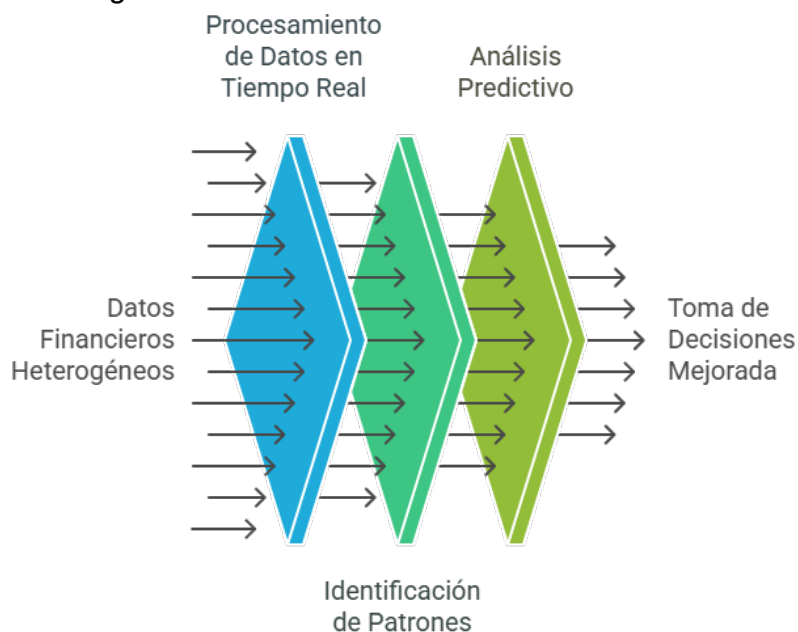 Procesamiento
de Datos en
Tiempo Real
Análisis
Predictivo
Datos
Financieros
Heterogéneos
Toma de
Decisiones
Mejorada
Identificación
de Patrones